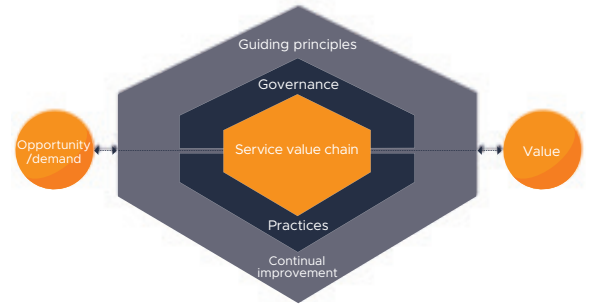 Guiding principles
Governance
Opportunity
/demand
Service value chain
Value
Practices
Continual
improvement